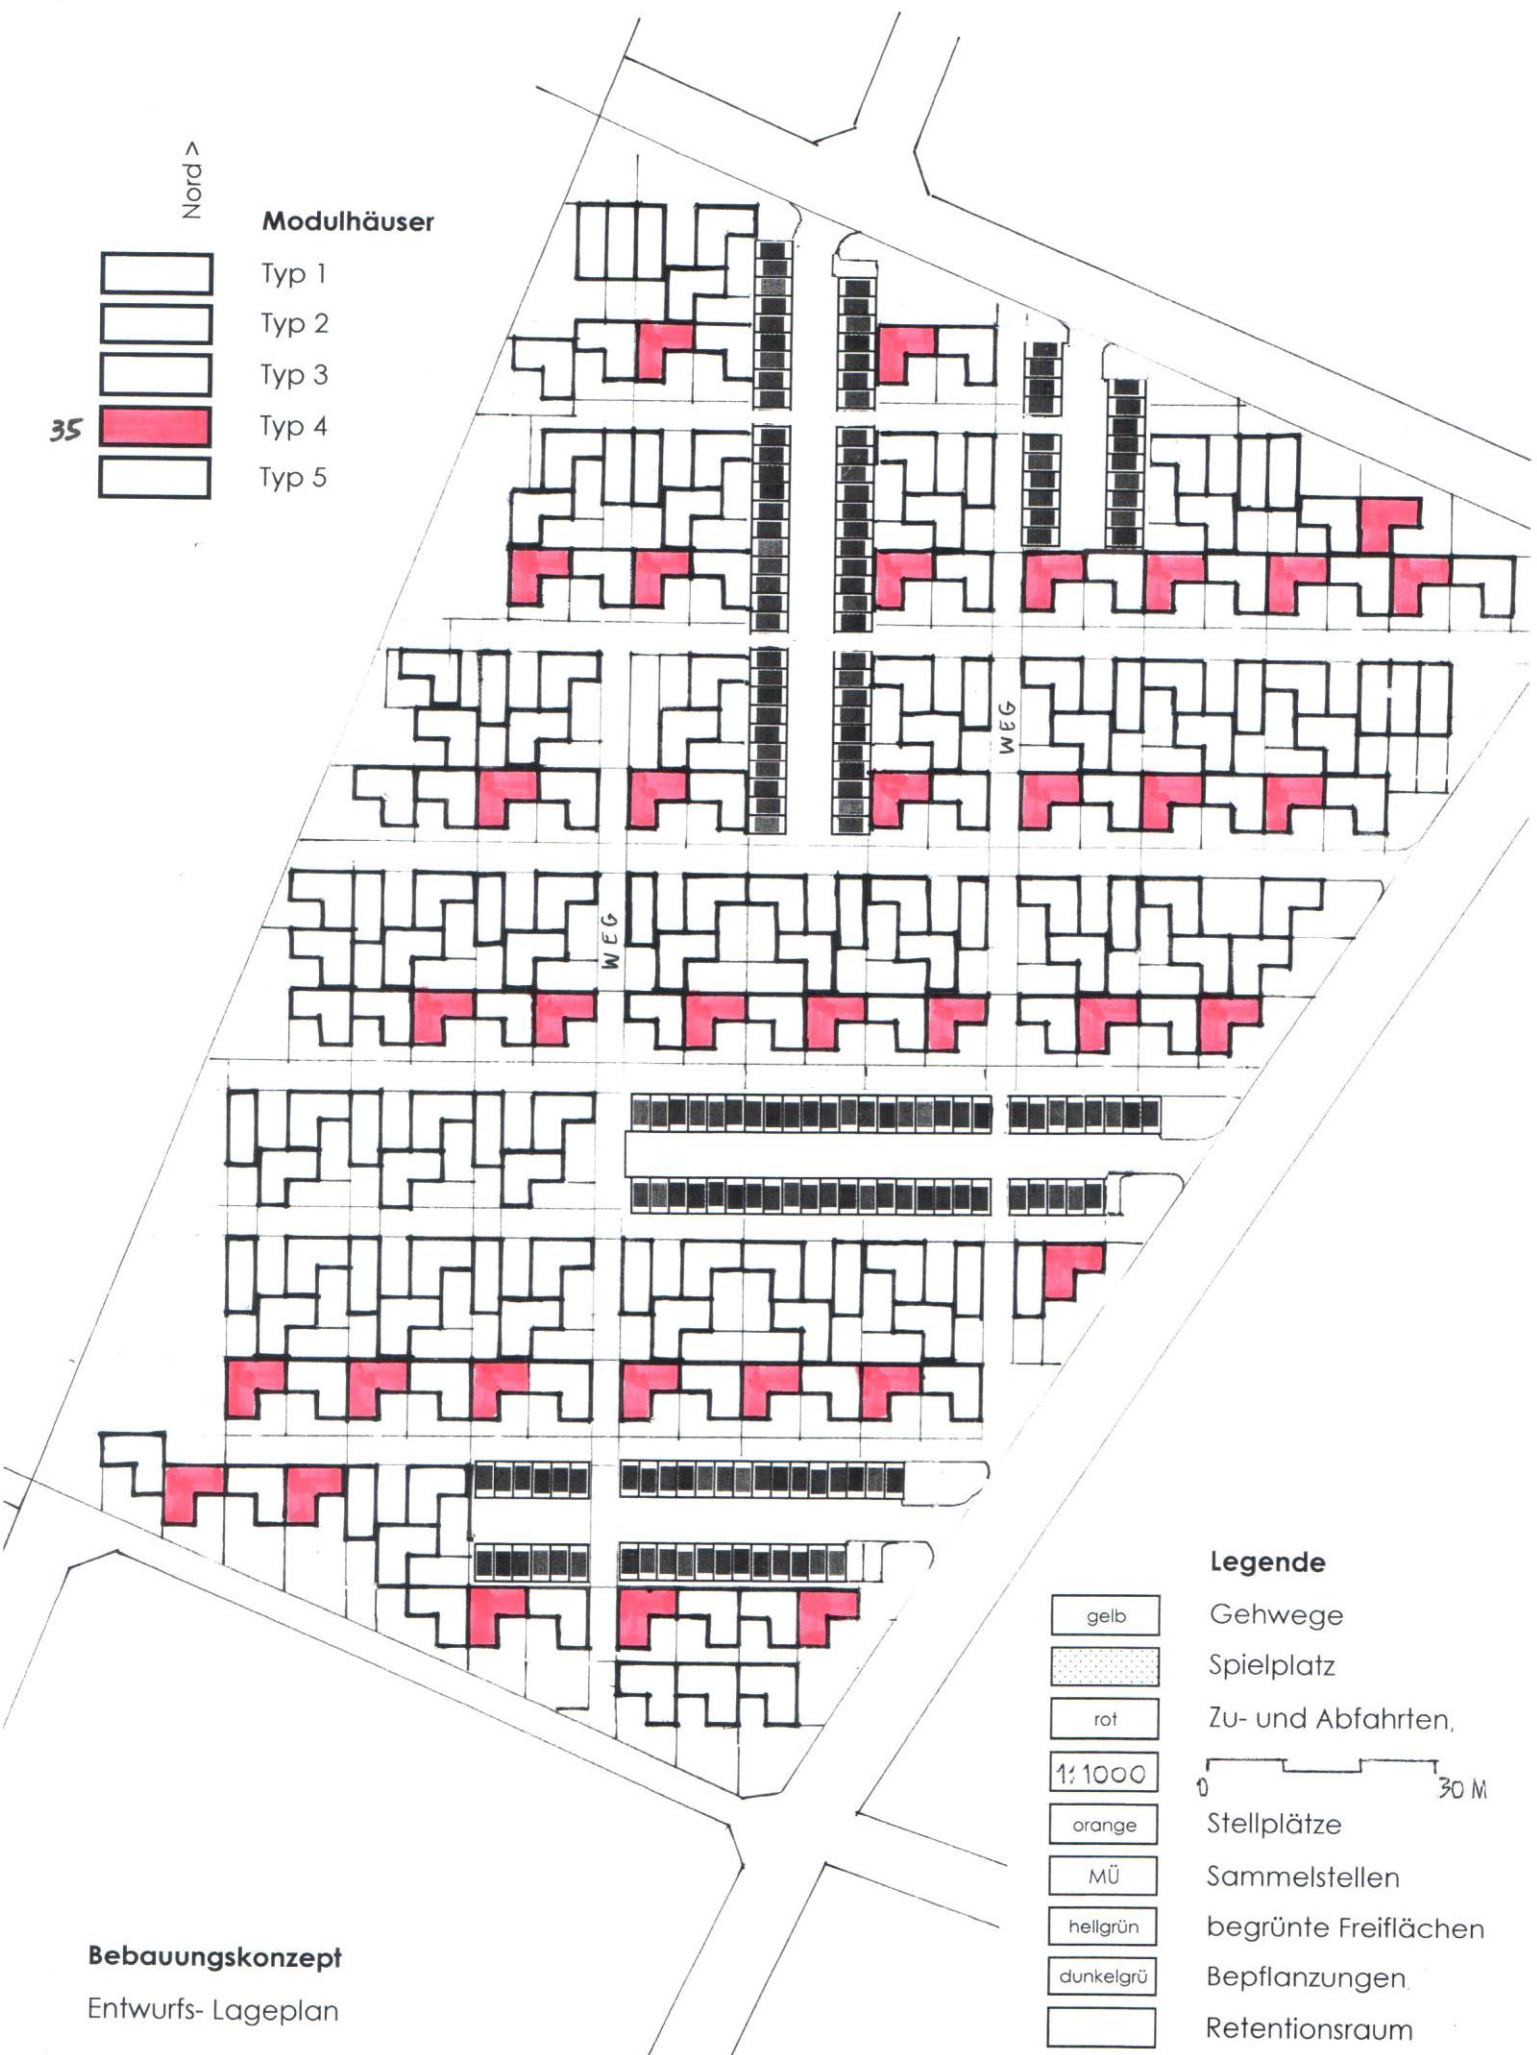 Nord >
Modulhäuser
Typ 1
Typ 2
Typ 3
35 Typ 4
Typ 5
WEG
WEG
Legende
gelb Gehwege
Spielplatz
rot Zu- und Abfahrten,
1:1000 0 30 M
orange Stellplätze
MÜ Sammelstellen
hellgrün begrünte Freiflächen
dunkelgrü Bepflanzungen
Retentionsraum
Bebauungskonzept
Entwurfs- Lageplan